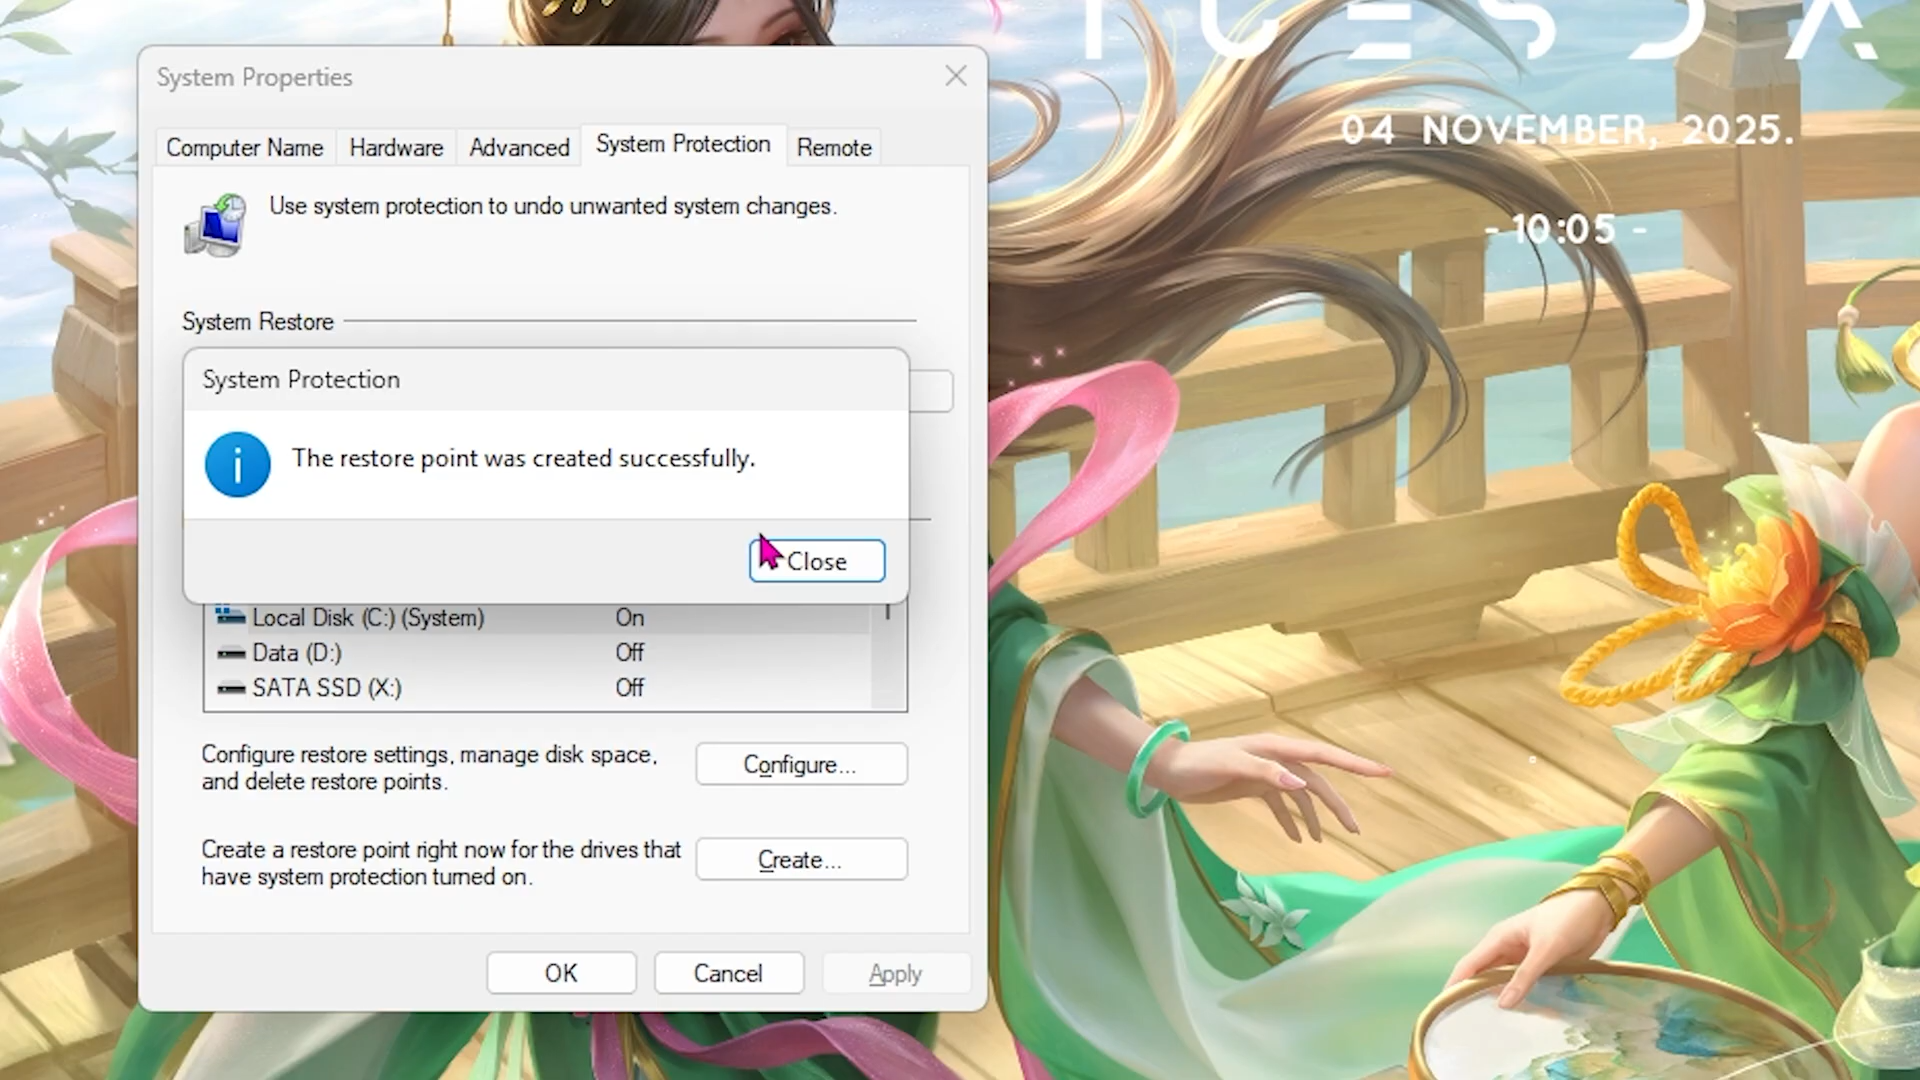 System Properties
Computer Name
Hardware
Advanced
System Protection
Remote
Use system protection to undo unwanted system changes.
System Restore
System Protection
i
The restore point was created successfully.
Close
Local Disk (C:) (System) On
Data (D:) Off
SATA SSD (X:) Off
Configure restore settings, manage disk space,
and delete restore points.
Configure...
Create a restore point right now for the drives that
have system protection turned on.
Create...
OK
Cancel
Apply
04 NOVEMBER, 2025.
- 10:05 -